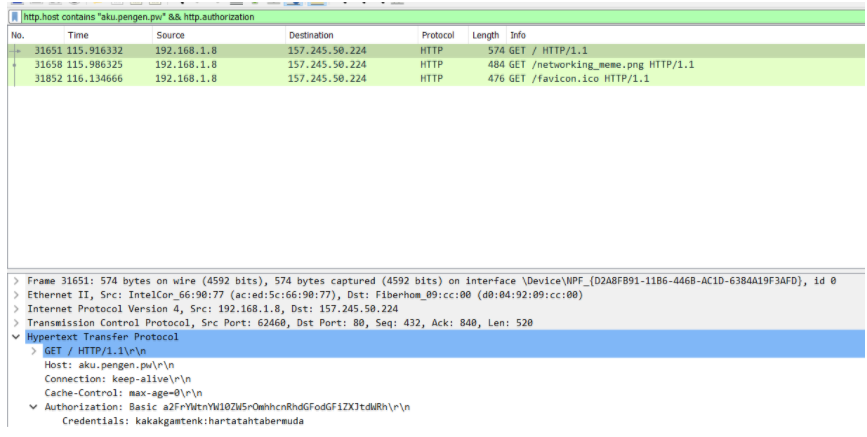 http.host contains "aku.pengen.pw" && http.authorization
No. Time Source Destination Protocol Length Info
31651 115.916332 192.168.1.8 157.245.50.224 HTTP 574 GET / HTTP/1.1
31658 115.986325 192.168.1.8 157.245.50.224 HTTP 484 GET /networking_meme.png HTTP/1.1
31852 116.134666 192.168.1.8 157.245.50.224 HTTP 476 GET /favicon.ico HTTP/1.1
Frame 31651: 574 bytes on wire (4592 bits), 574 bytes captured (4592 bits) on interface \Device\NPF_{D2A8FB91-11B6-446B-AC1D-6384A19F3AFD}, id 0
Ethernet II, Src: IntelCor_66:90:77 (ac:ed:5c:66:90:77), Dst: Fiberhom_09:cc:00 (d0:04:92:09:cc:00)
Internet Protocol Version 4, Src: 192.168.1.8, Dst: 157.245.50.224
Transmission Control Protocol, Src Port: 62460, Dst Port: 80, Seq: 432, Ack: 840, Len: 520
Hypertext Transfer Protocol
GET / HTTP/1.1\r\n
Host: aku.pengen.pw\r\n
Connection: keep-alive\r\n
Cache-Control: max-age=0\r\n
Authorization: Basic a2FrYWtnYW10ZW5rOmhhcnRhdGFodGFiZXJtdWRh\r\n
Credentials: kakakgamtenk:hartatahtabermuda